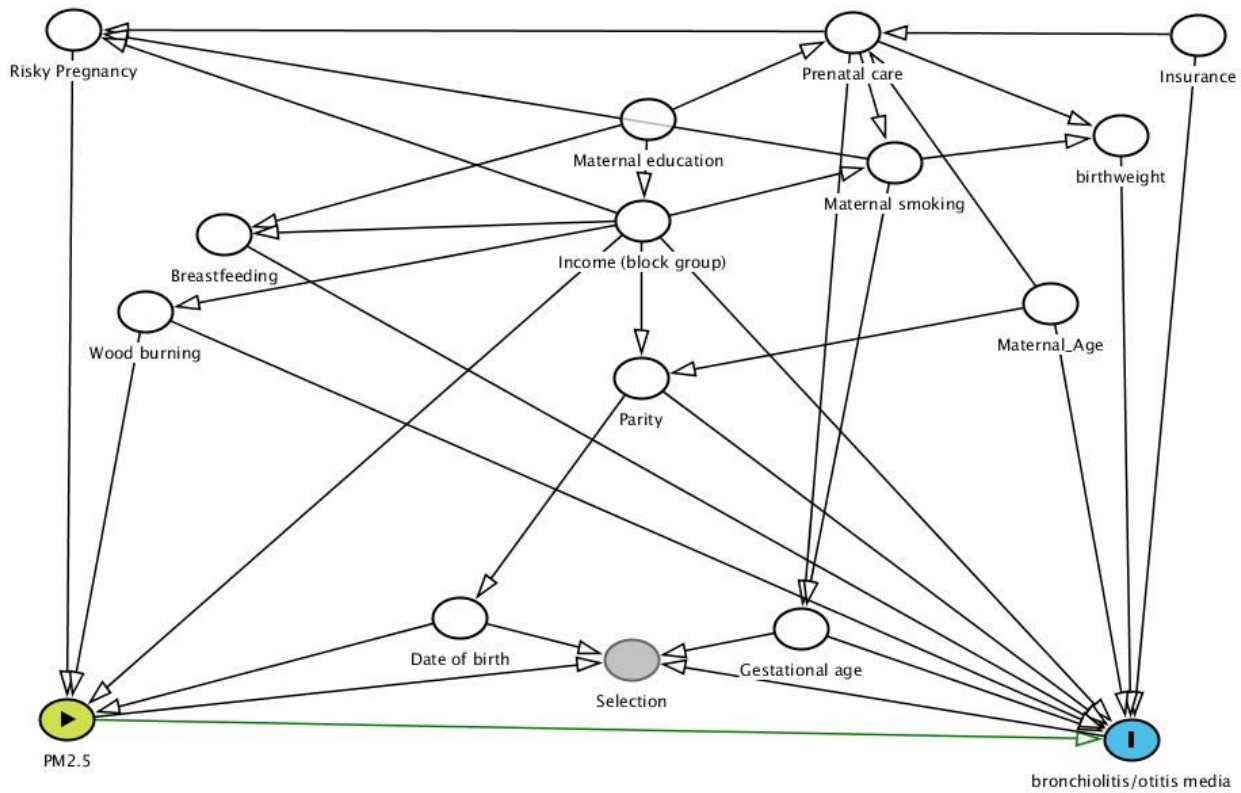 Risky Pregnancy
Prenatal care
Insurance
Maternal education
birthweight
Maternal smoking
Breastfeeding
Income (block group)
Wood burning
Maternal_Age
Parity
Date of birth
Gestational age
Selection
PM2.5
bronchiolitis/otitis media